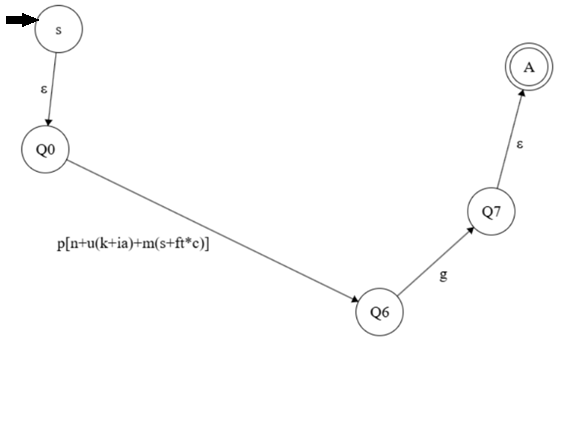 s
A
ε
ε
Q0
Q7
p[n+u(k+ia)+m(s+ft*c)]
g
Q6